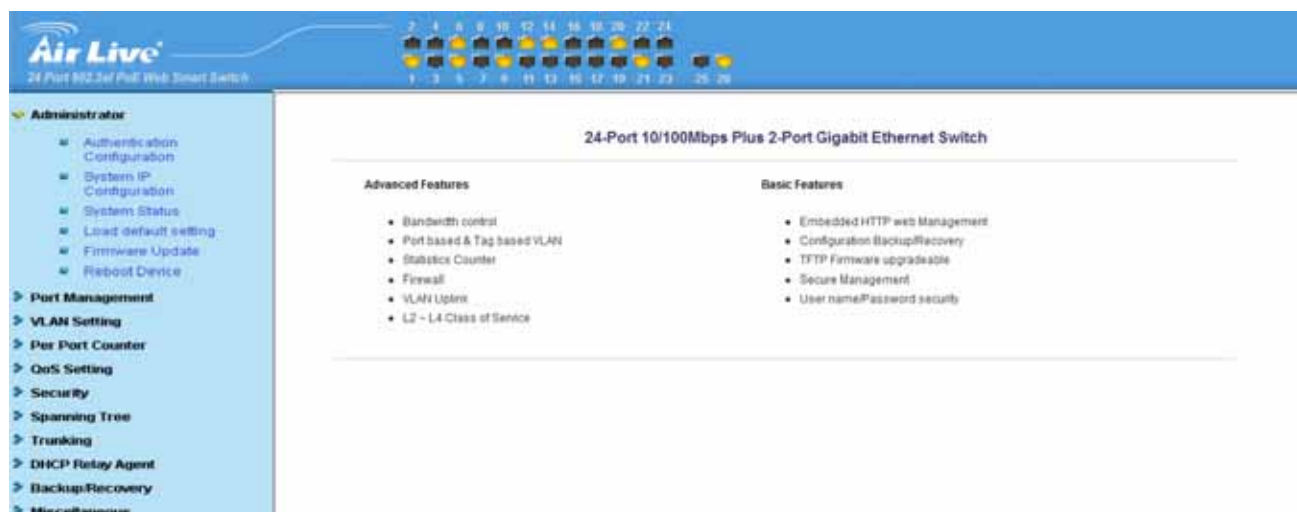 2 4 6 8 10 12 14 16 18 20 22 24
Air Live
24 Port 802.3af PoE Web Smart Switch
1 3 5 7 9 11 13 15 17 19 21 23 25 26
Administrator
Authentication
Configuration
System IP
Configuration
System Status
Load default setting
Firmware Update
Reboot Device
Port Management
VLAN Setting
Per Port Counter
QoS Setting
Security
Spanning Tree
Trunking
DHCP Relay Agent
Backup/Recovery
Miscellaneous
24-Port 10/100Mbps Plus 2-Port Gigabit Ethernet Switch
Advanced Features
Bandwidth control
Port based & Tag based VLAN
Statistics Counter
Firewall
VLAN Uplink
L2 ~ L4 Class of Service
Basic Features
Embedded HTTP web Management
Configuration Backup/Recovery
TFTP Firmware upgradeable
Secure Management
User name/Password security